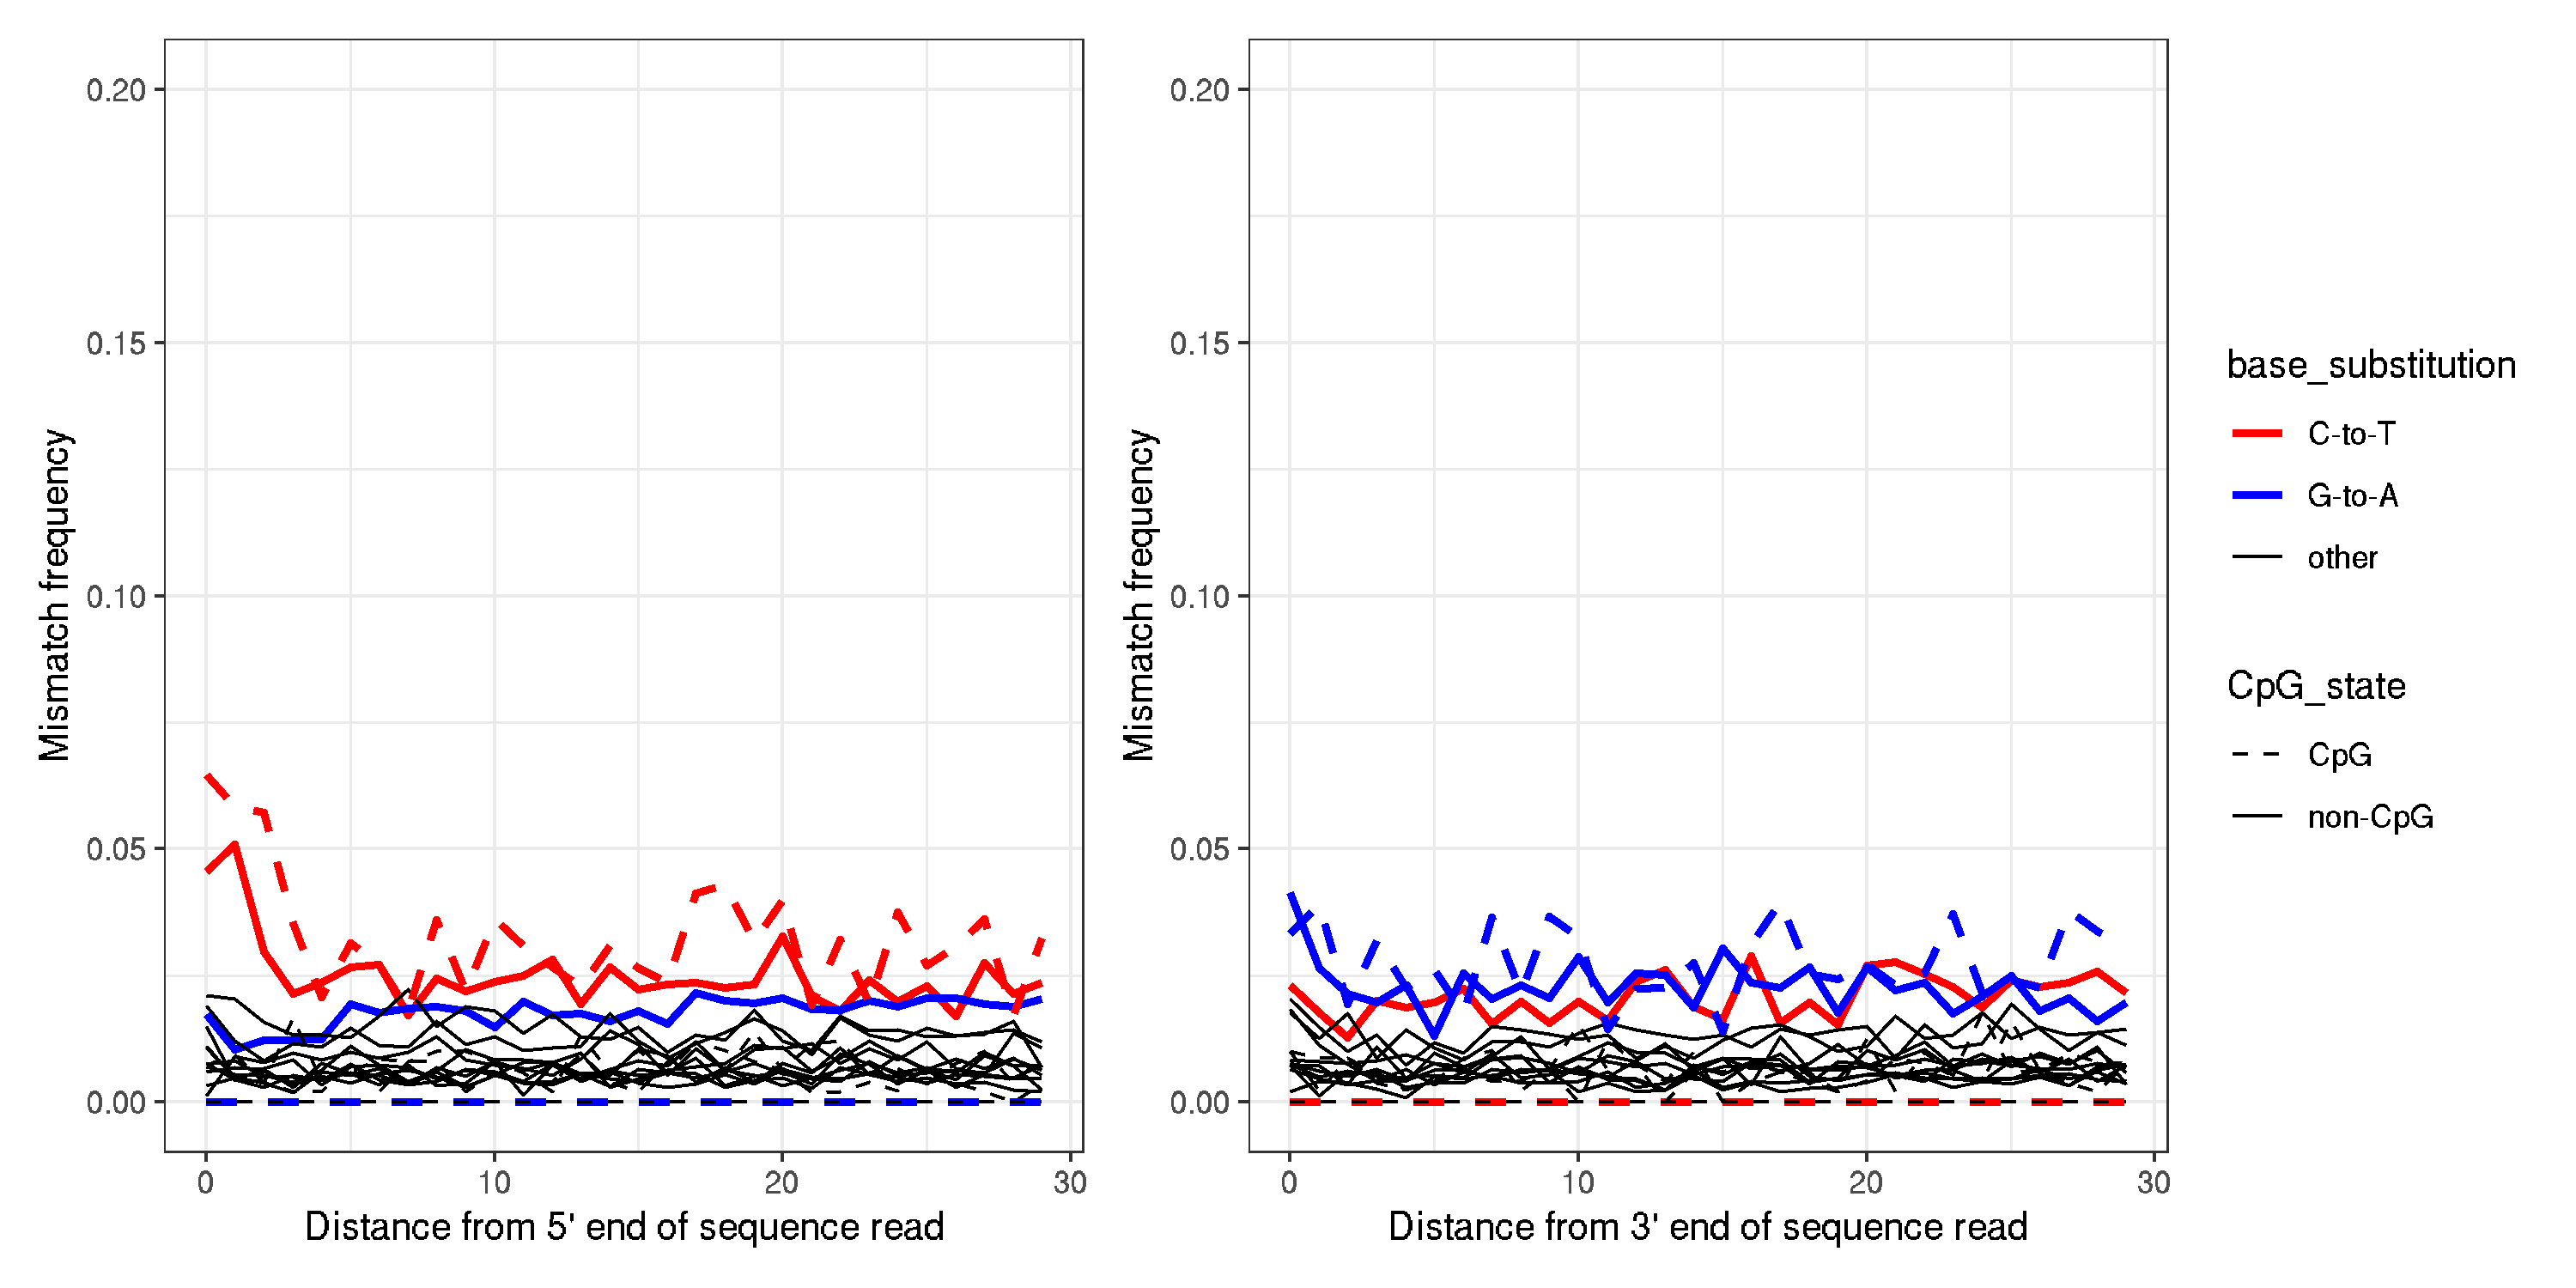 0.20
0.15
0.10
0.05
0.00
Mismatch frequency
0 10 20 30
Distance from 5' end of sequence read
0.20
0.15
0.10
0.05
0.00
Mismatch frequency
0 10 20 30
Distance from 3' end of sequence read
base_substitution
C-to-T
G-to-A
other
CpG_state
CpG
non-CpG